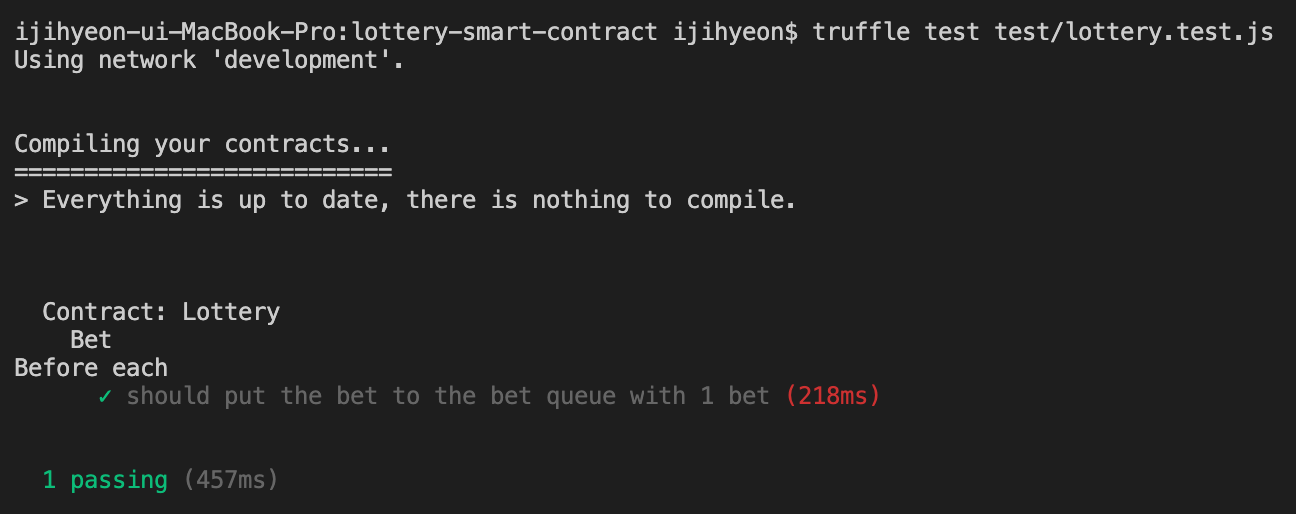 ijihyeon-ui-MacBook-Pro:lottery-smart-contract ijihyeon$ truffle test test/lottery.test.js
Using network 'development'.
Compiling your contracts...
===========================
> Everything is up to date, there is nothing to compile.
Contract: Lottery
Bet
Before each
✓ should put the bet to the bet queue with 1 bet (218ms)
1 passing (457ms)